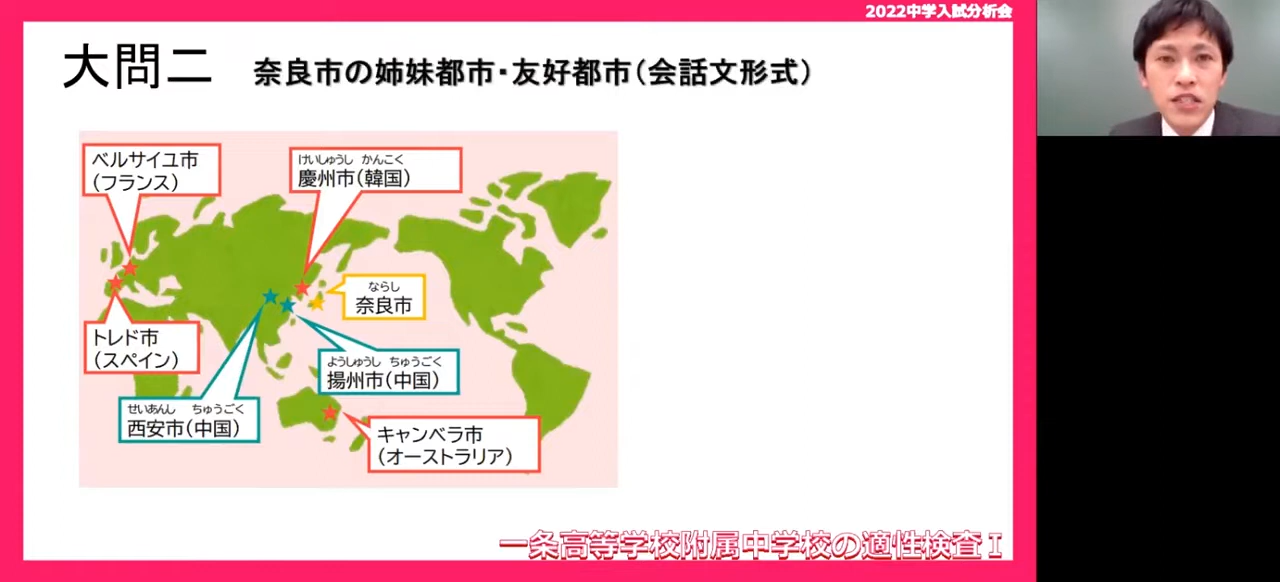 2022中学入試分析会
大問二 奈良市の姉妹都市・友好都市(会話文形式)
ベルサイユ市
(フランス)
けいしゅうし かんこく
慶州市(韓国)
ならし
奈良市
トレド市
(スペイン)
ようしゅうし ちゅうごく
揚州市(中国)
せいあんし ちゅうごく
西安市(中国)
キャンベラ市
(オーストラリア)
一条高等学校附属中学校の適性検査Ⅰ